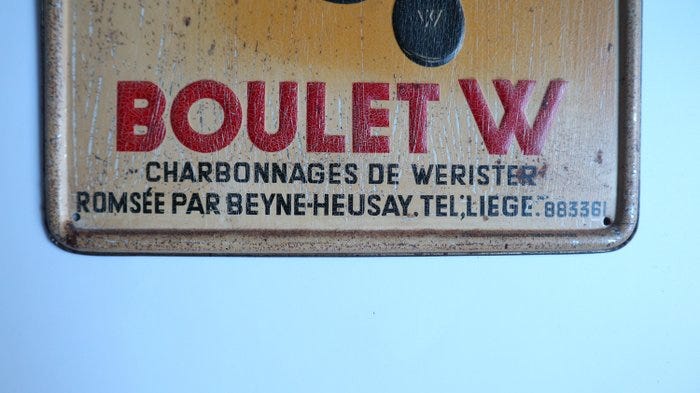 W
BOULET W
CHARBONNAGES DE WERISTER
ROMSÉE PAR BEYNE-HEUSAY. TEL; LIEGE. 883361